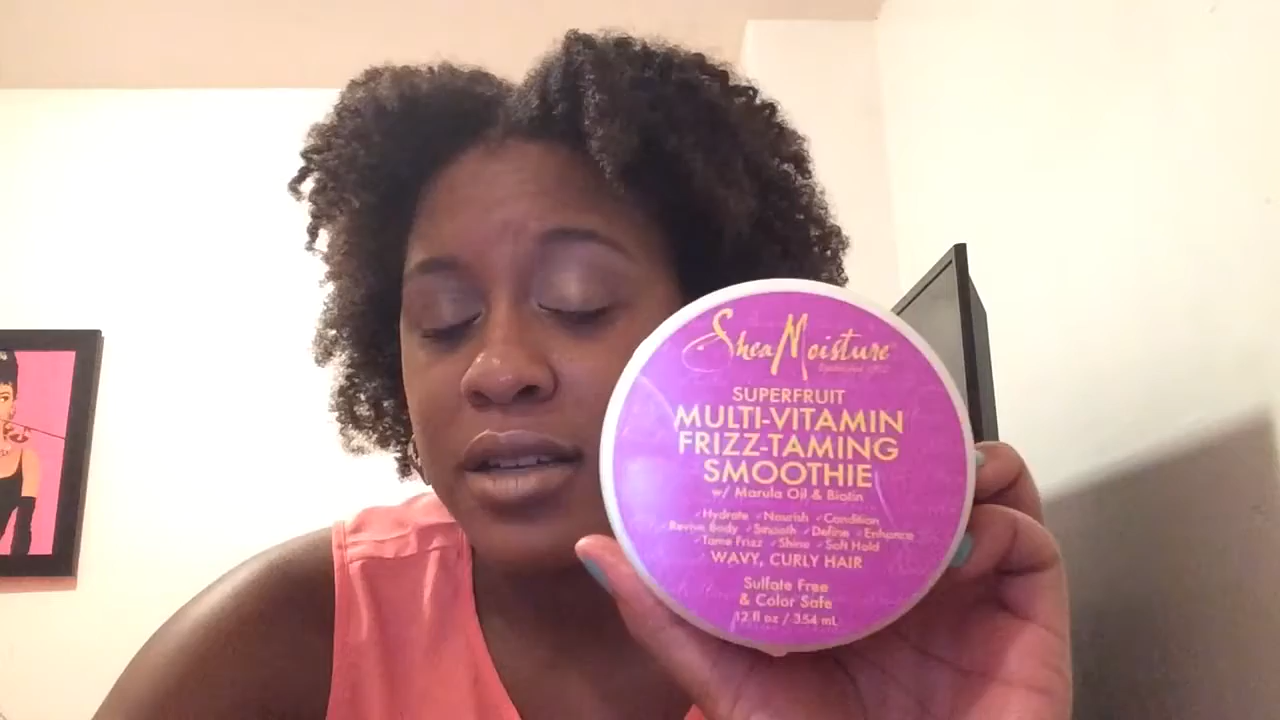 SheaMoisture
SUPERFRUIT
MULTI-VITAMIN
FRIZZ-TAMING
SMOOTHIE
w/ Marula Oil & Biotin
✓Hydrate ✓Nourish ✓Condition
✓Revive Body ✓Smooth ✓Define ✓Enhance
✓Tame Frizz ✓Shine ✓Soft Hold
WAVY, CURLY HAIR
Sulfate Free
& Color Safe
12 fl oz / 354 mL